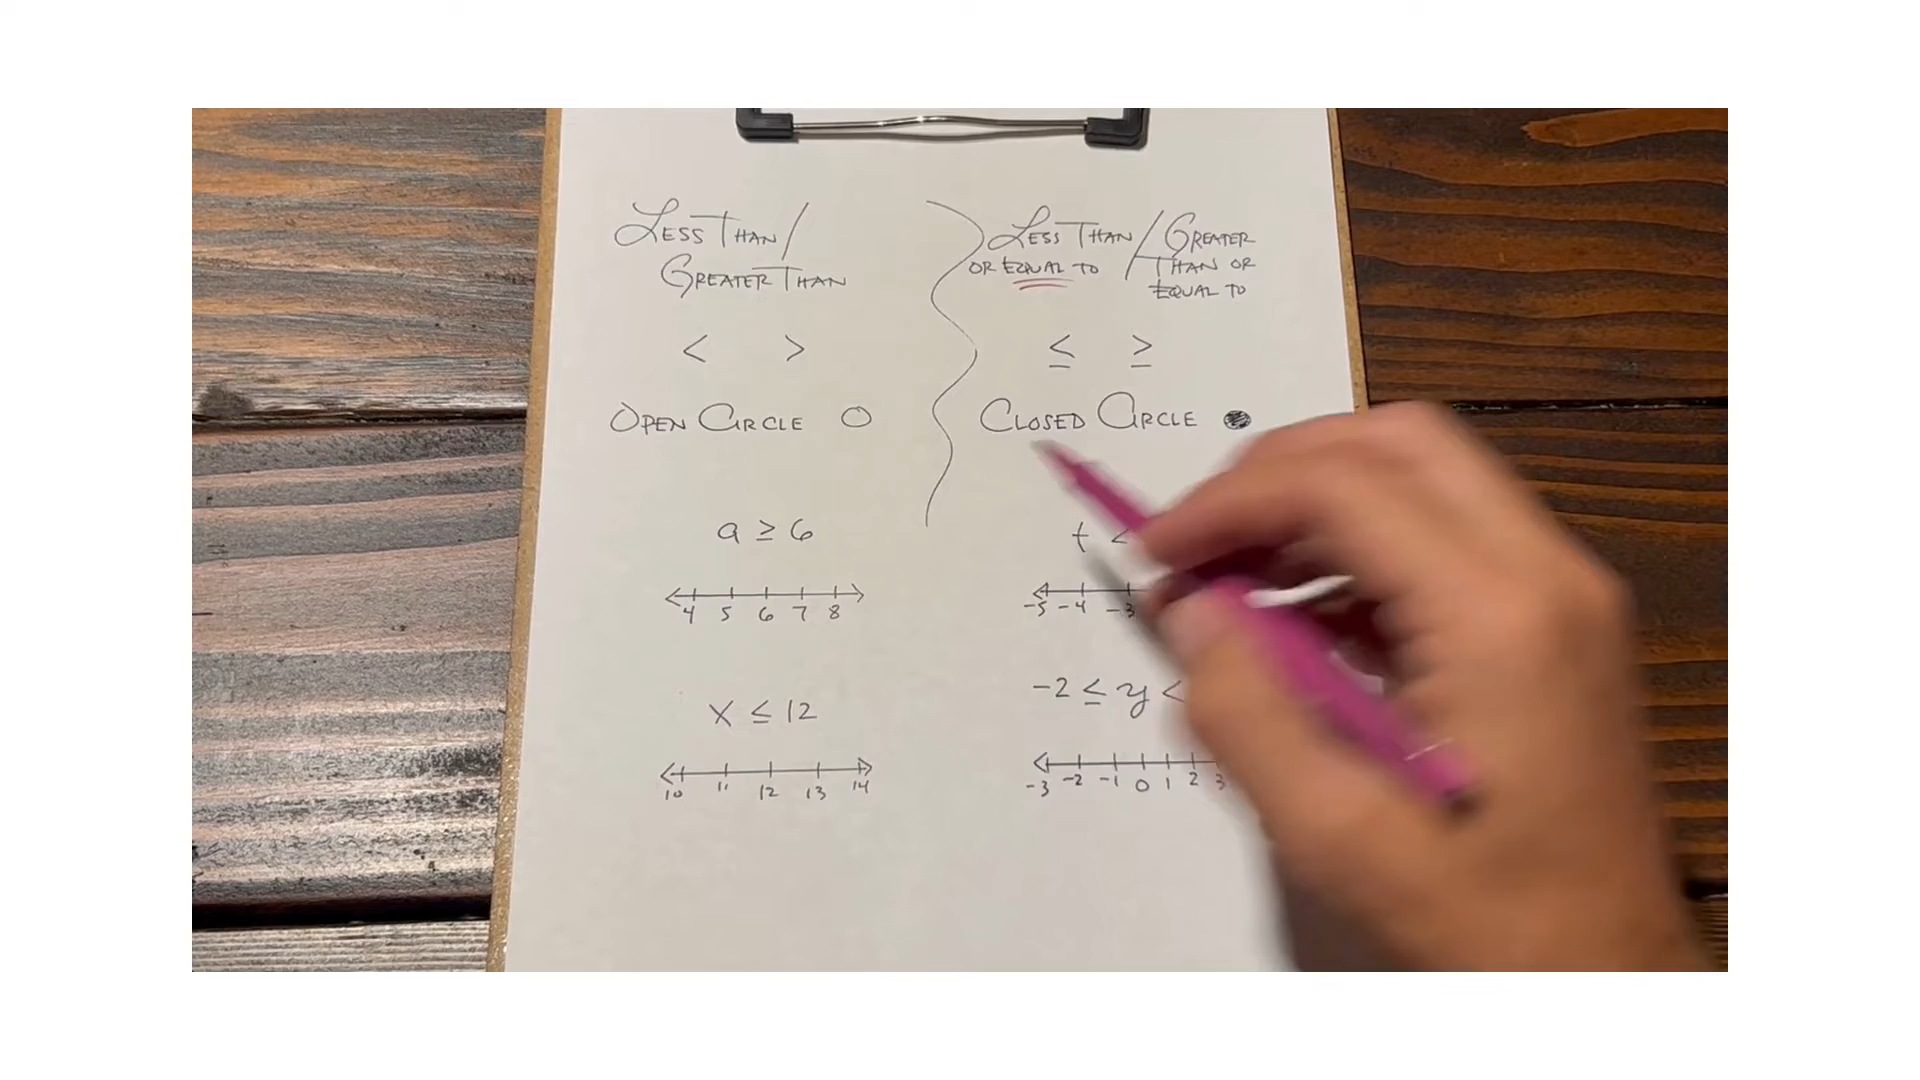 LESS THAN /
GREATER THAN
< >
OPEN CIRCLE
LESS THAN / GREATER
OR EQUAL TO THAN OR
EQUAL TO
≤ ≥
CLOSED CIRCLE
a ≥ 6
4 5 6 7 8
t <
-5 -4 -3
x ≤ 12
10 11 12 13 14
-2 ≤ y <
-3 -2 -1 0 1 2 3